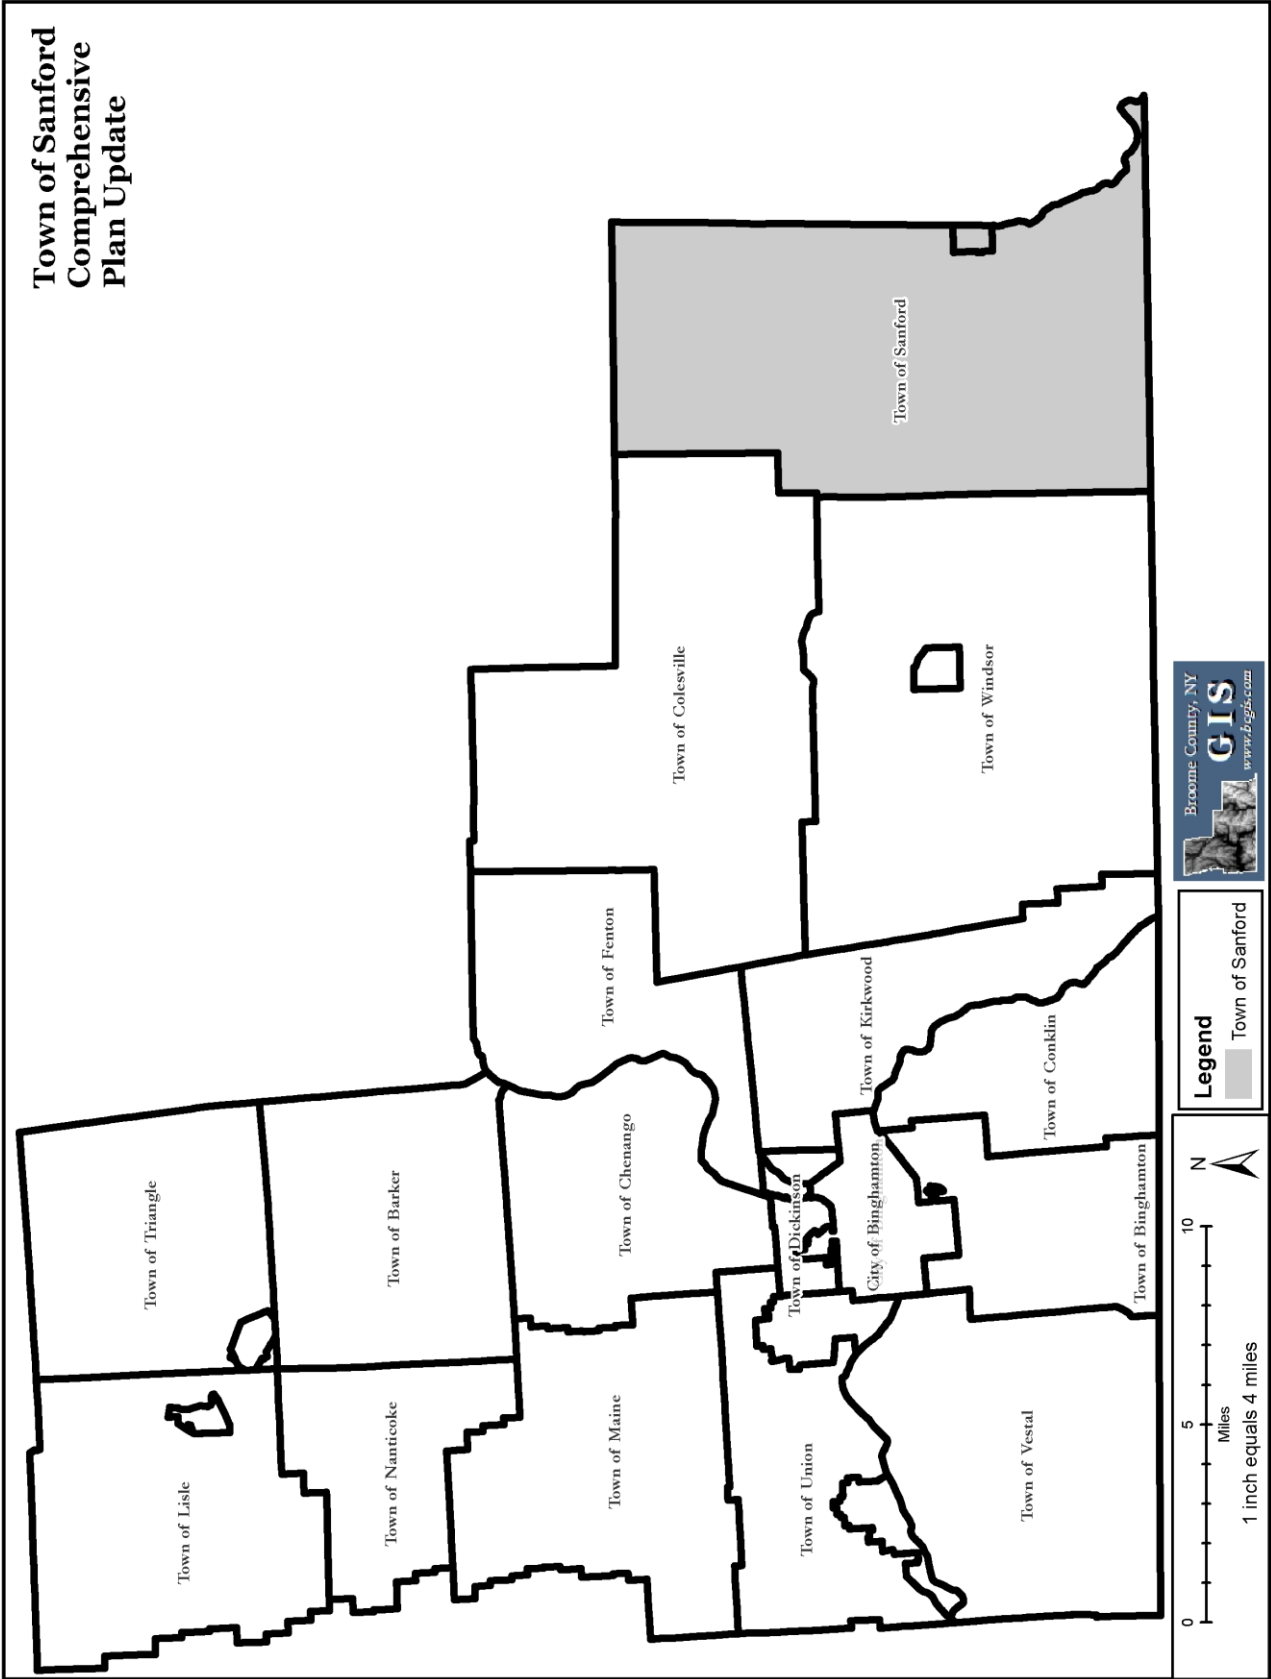 Town of Sanford
Comprehensive
Plan Update
Town of Lisle
Town of Triangle
Town of Nanticoke
Town of Barker
Town of Maine
Town of Chenango
Town of Fenton
Town of Colesville
Town of Union
Town of Dickinson
City of Binghamton
Town of Kirkwood
Town of Sanford
Town of Vestal
Town of Binghamton
Town of Conklin
Town of Windsor
0
5
10
Miles
1 inch equals 4 miles
N
Legend
Town of Sanford
Broome County, NY
GIS
www.bcgis.com